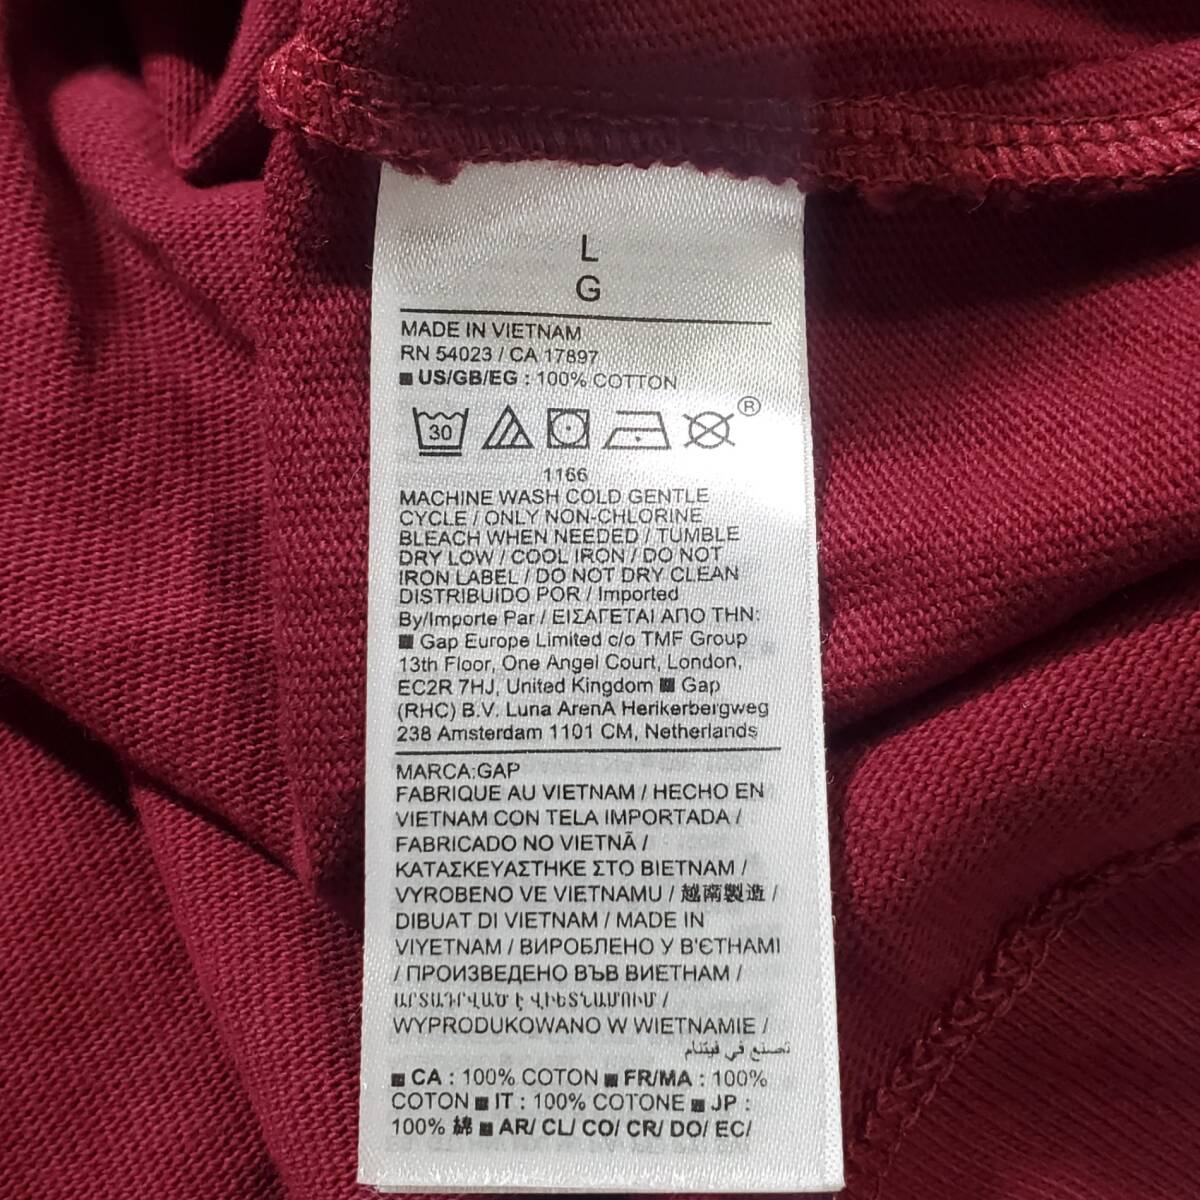 L
G
MADE IN VIETNAM
RN 54023 / CA 17897
■ US/GB/EG : 100% COTTON
30 ®
1166
MACHINE WASH COLD GENTLE
CYCLE / ONLY NON-CHLORINE
BLEACH WHEN NEEDED / TUMBLE
DRY LOW / COOL IRON / DO NOT
IRON LABEL / DO NOT DRY CLEAN
DISTRIBUIDO POR / Imported
By/Importe Par / ΕΙΣΑΓΕΤΑΙ ΑΠΟ ΤΗΝ:
■ Gap Europe Limited c/o TMF Group
13th Floor, One Angel Court, London,
EC2R 7HJ, United Kingdom ■ Gap
(RHC) B.V. Luna ArenA Herikerbergweg
238 Amsterdam 1101 CM, Netherlands
MARCA:GAP
FABRIQUE AU VIETNAM / HECHO EN
VIETNAM CON TELA IMPORTADA /
FABRICADO NO VIETNÃ /
ΚΑΤΑΣΚΕΥΑΣΤΗΚΕ ΣΤΟ ΒΙΕΤΝΑΜ /
VYROBENO VE VIETNAMU / 越南製造 /
DIBUAT DI VIETNAM / MADE IN
VIYETNAM / ВИРОБЛЕНО У В'ЄТНАМІ
/ ПРОИЗВЕДЕНО ВЪВ ВИЕТНАМ /
ԱՐՏԱԴՐՎԱԾ Է ՎԻԵՏՆԱՄՈՒՄ /
WYPRODUKOWANO W WIETNAMIE /
تصنع في فيتنام
■ CA : 100% COTON ■ FR/MA : 100%
COTON ■ IT : 100% COTONE ■ JP :
100% 綿 ■ AR/ CL/ CO/ CR/ DO/ EC/